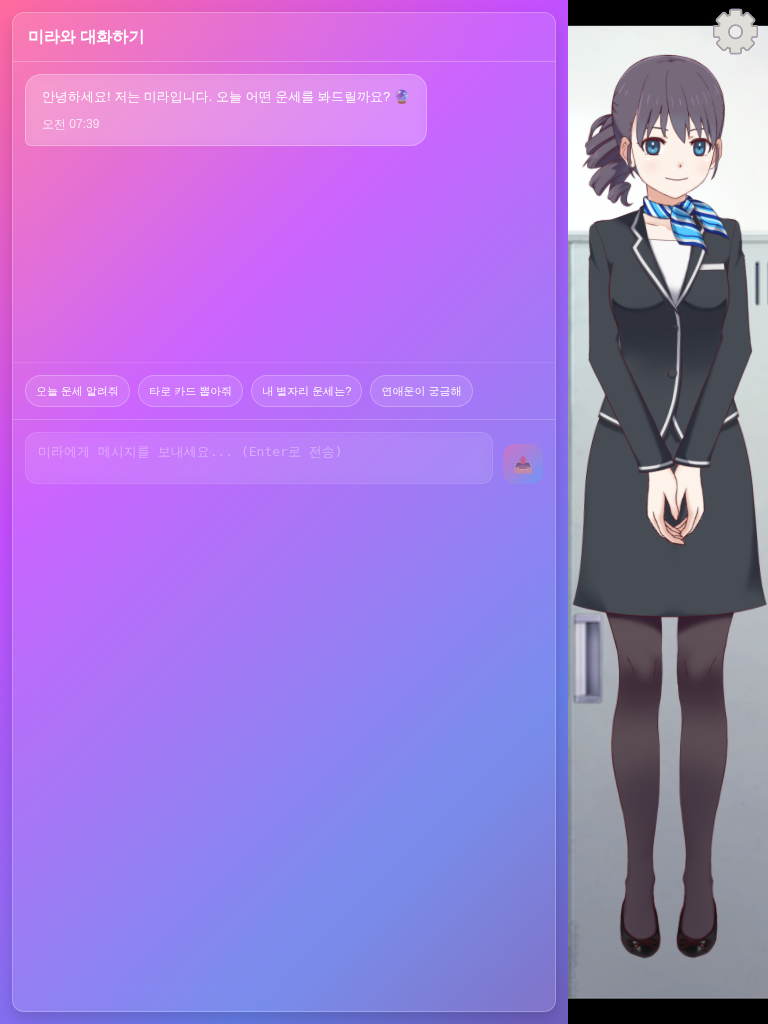 미라와 대화하기
안녕하세요! 저는 미라입니다. 오늘 어떤 운세를 봐드릴까요? 🔮
오전 07:39
오늘 운세 알려줘
타로 카드 뽑아줘
내 별자리 운세는?
연애운이 궁금해
미라에게 메시지를 보내세요... (Enter로 전송)